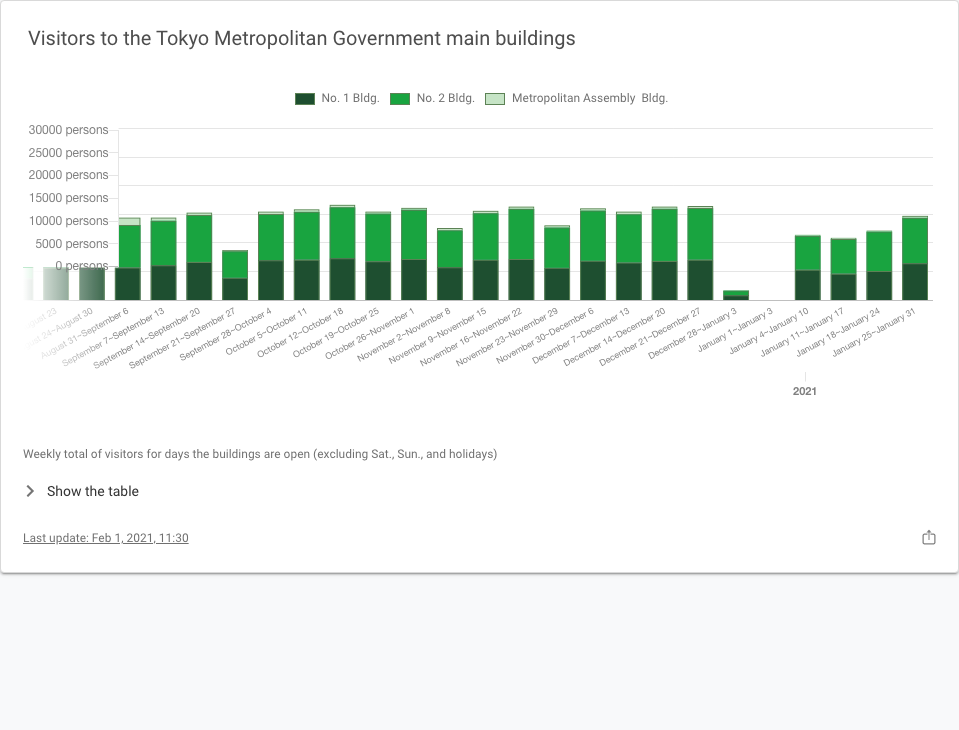 Visitors to the Tokyo Metropolitan Government main buildings
No. 1 Bldg. No. 2 Bldg. Metropolitan Assembly Bldg.
30000 persons
25000 persons
20000 persons
15000 persons
10000 persons
5000 persons
0 persons
August 31~September 6
September 7~September 13
September 14~September 20
September 21~September 27
September 28~October 4
October 5~October 11
October 12~October 18
October 19~October 25
October 26~November 1
November 2~November 8
November 9~November 15
November 16~November 22
November 23~November 29
November 30~December 6
December 7~December 13
December 14~December 20
December 21~December 27
December 28~January 3
January 1~January 3
January 4~January 10
January 11~January 17
January 18~January 24
January 25~January 31
2021
Weekly total of visitors for days the buildings are open (excluding Sat., Sun., and holidays)
Show the table
Last update: Feb 1, 2021, 11:30